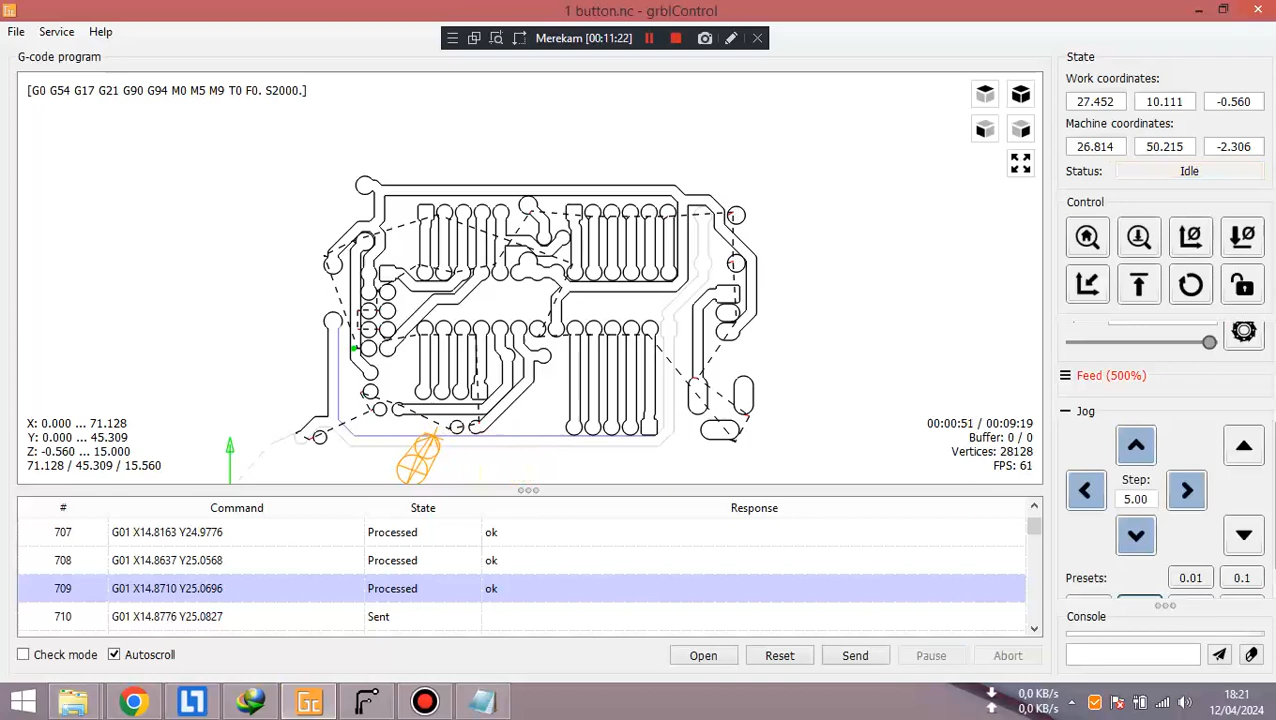 1 button.nc - grblControl
File Service Help
Merekam [00:11:22]
G-code program
[G0 G54 G17 G21 G90 G94 M0 M5 M9 T0 F0. S2000.]
X: 0.000 ... 71.128
Y: 0.000 ... 45.309
Z: -0.560 ... 15.000
71.128 / 45.309 / 15.560
00:00:51 / 00:09:19
Buffer: 0 / 0
Vertices: 28128
FPS: 61
# Command State Response
707 G01 X14.8163 Y24.9776 Processed ok
708 G01 X14.8637 Y25.0568 Processed ok
709 G01 X14.8710 Y25.0696 Processed ok
710 G01 X14.8776 Y25.0827 Sent
Check mode Autoscroll Open Reset Send Pause Abort
State
Work coordinates:
27.452 10.111 -0.560
Machine coordinates:
26.814 50.215 -2.306
Status: Idle
Control
Feed (500%)
Jog
Step:
5.00
Presets: 0.01 0.1
Console
0,0 KB/s
0,0 KB/s
18:21
12/04/2024